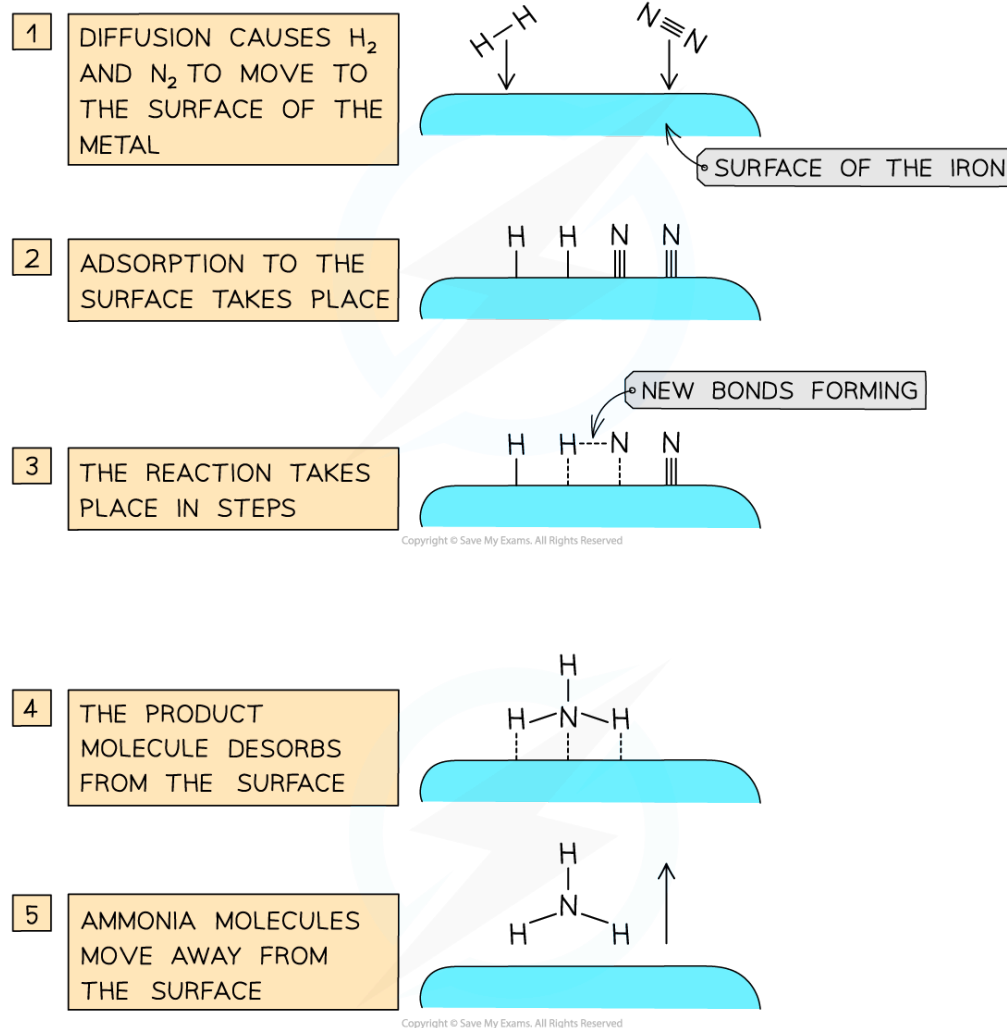 1
DIFFUSION CAUSES H₂
AND N₂ TO MOVE TO
THE SURFACE OF THE
METAL
H–H
N≡N
SURFACE OF THE IRON
2
ADSORPTION TO THE
SURFACE TAKES PLACE
H H N N
NEW BONDS FORMING
3
THE REACTION TAKES
PLACE IN STEPS
H H N N
Copyright © Save My Exams. All Rights Reserved
4
THE PRODUCT
MOLECULE DESORBS
FROM THE SURFACE
H
H N H
5
AMMONIA MOLECULES
MOVE AWAY FROM
THE SURFACE
H
N
H H
Copyright © Save My Exams. All Rights Reserved